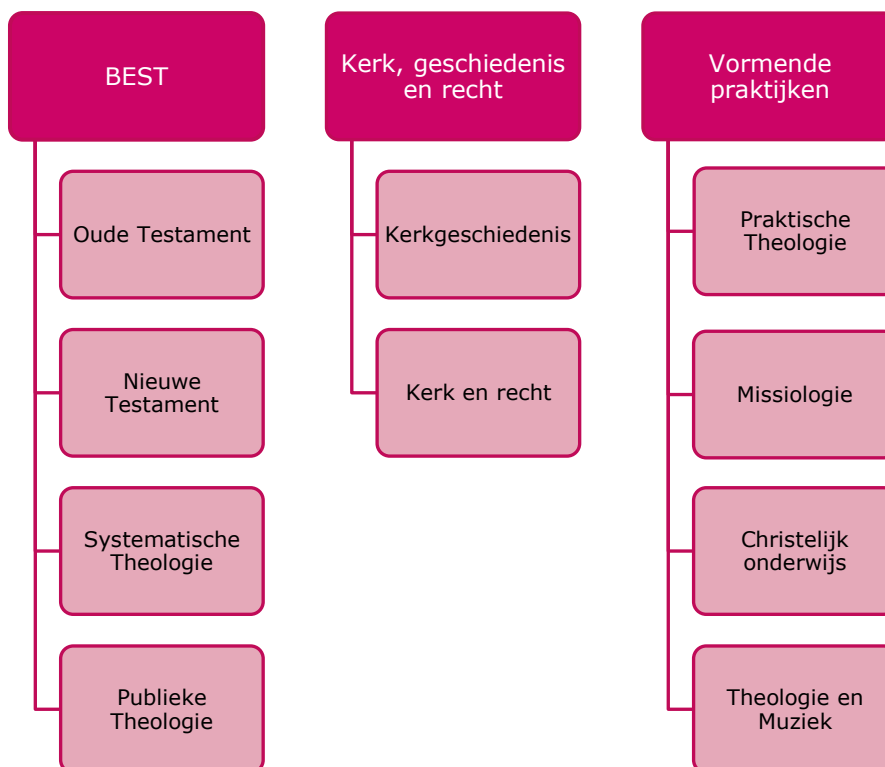 BEST
Oude Testament
Nieuwe
Testament
Systematische
Theologie
Publieke
Theologie
Kerk, geschiedenis
en recht
Kerkgeschiedenis
Kerk en recht
Vormende
praktijken
Praktische
Theologie
Missiologie
Christelijk
onderwijs
Theologie en
Muziek